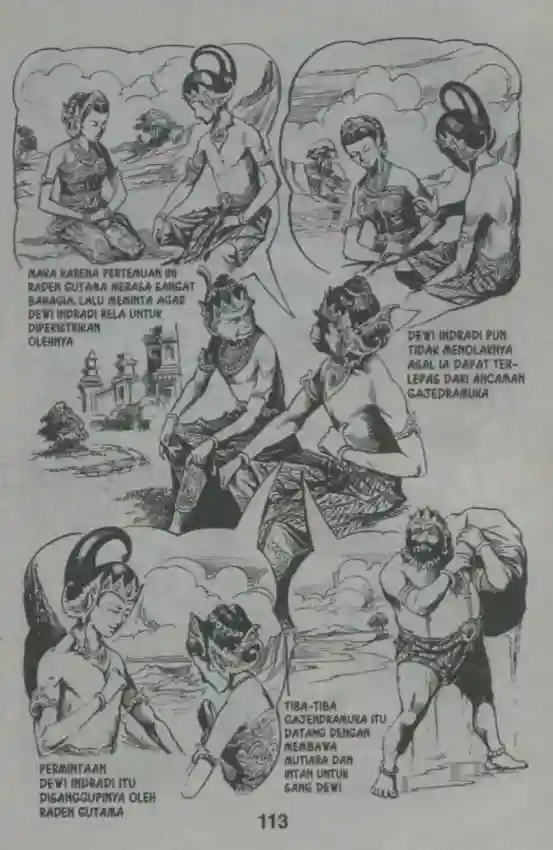 MAKA KARENA PERTEMUAN INI
RADEN GUTAMA MERASA SANGAT
BAHAGIA, LALU MEMINTA AGAR
DEWI INDRADI RELA UNTUK
DIPERISTRIKAN
OLEHNYA
DEWI INDRADI PUN
TIDAK MENOLAKNYA
ASAL IA DAPAT TER-
LEPAS DARI ANCAMAN
GAJEDRAMUKA
PERMINTAAN
DEWI INDRADI ITU
DISANGGUPINYA OLEH
RADEN GUTAMA
TIBA-TIBA
GAJENDRAMUKA ITU
DATANG DENGAN
MEMBAWA
MUTIARA DAN
INTAN UNTUK
SANG DEWI
113